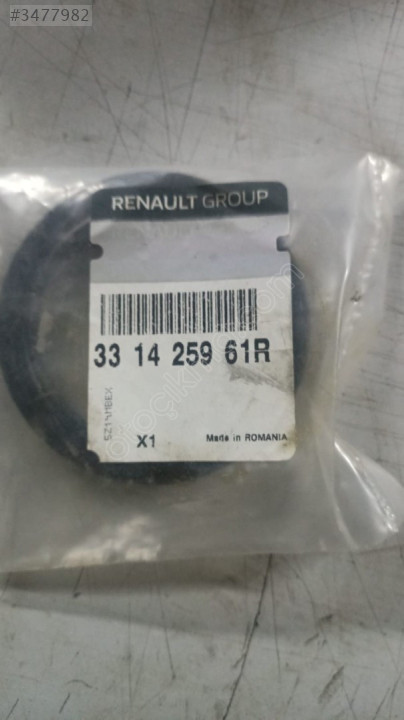 #3477982
RENAULT GROUP
33 14 259 61R
X1
Made in ROMANIA